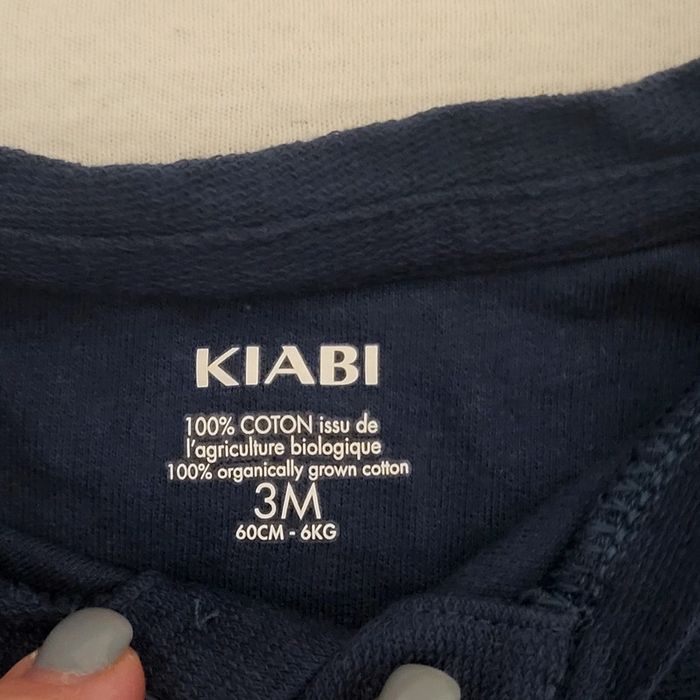 KIABI
100% COTON issu de
l'agriculture biologique
100% organically grown cotton
3M
60CM - 6KG